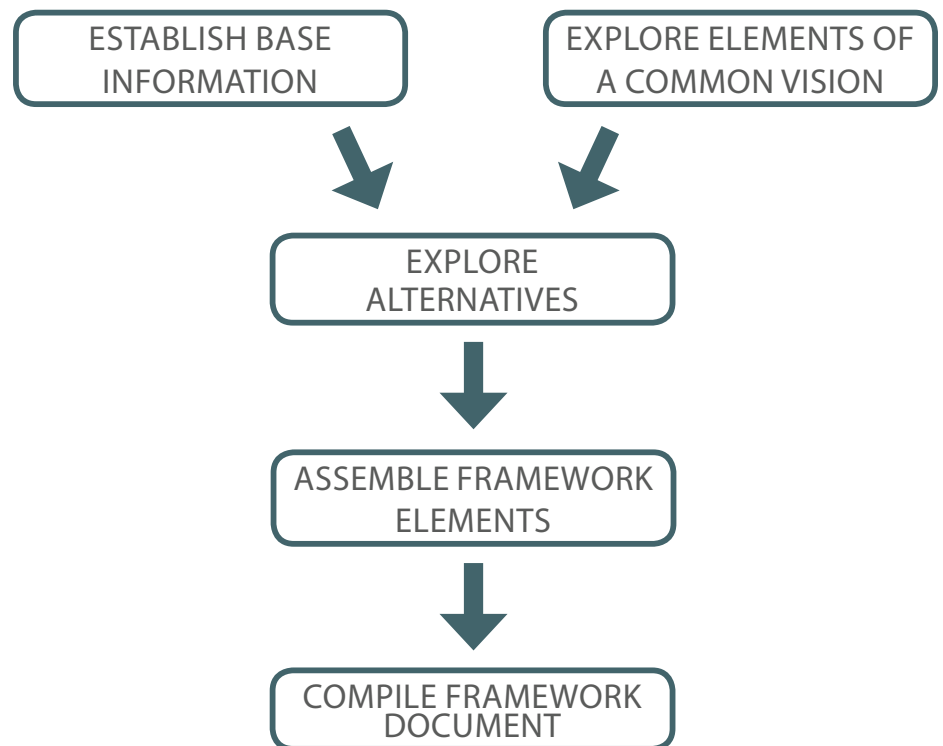 ESTABLISH BASE
INFORMATION
EXPLORE ELEMENTS OF
A COMMON VISION
EXPLORE
ALTERNATIVES
ASSEMBLE FRAMEWORK
ELEMENTS
COMPILE FRAMEWORK
DOCUMENT